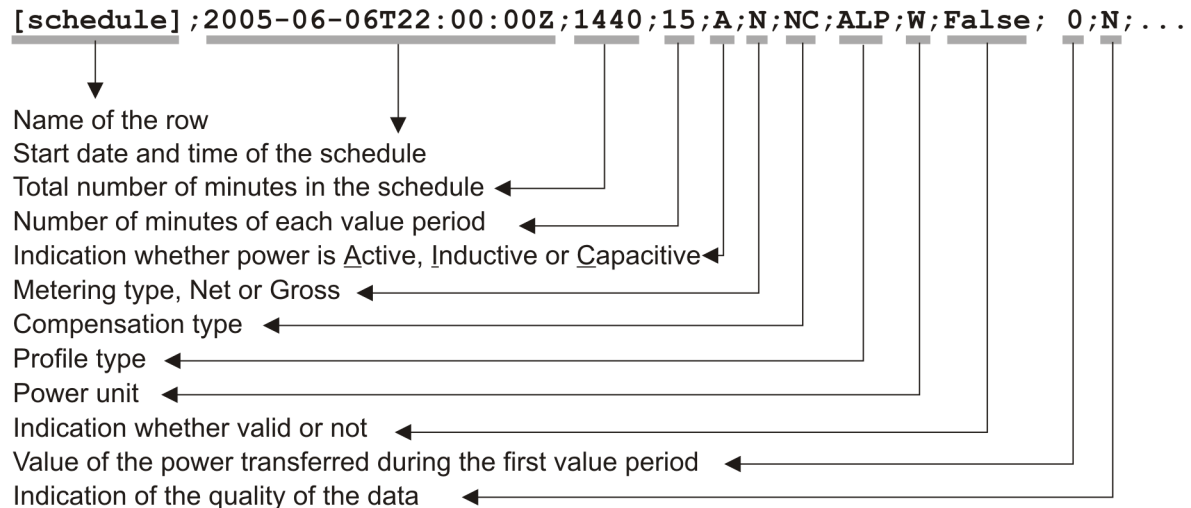 [schedule];2005-06-06T22:00:00Z;1440;15;A;N;NC;ALP;W;False; 0;N;...
Name of the row
Start date and time of the schedule
Total number of minutes in the schedule
Number of minutes of each value period
Indication whether power is Active, Inductive or Capacitive
Metering type, Net or Gross
Compensation type
Profile type
Power unit
Indication whether valid or not
Value of the power transferred during the first value period
Indication of the quality of the data